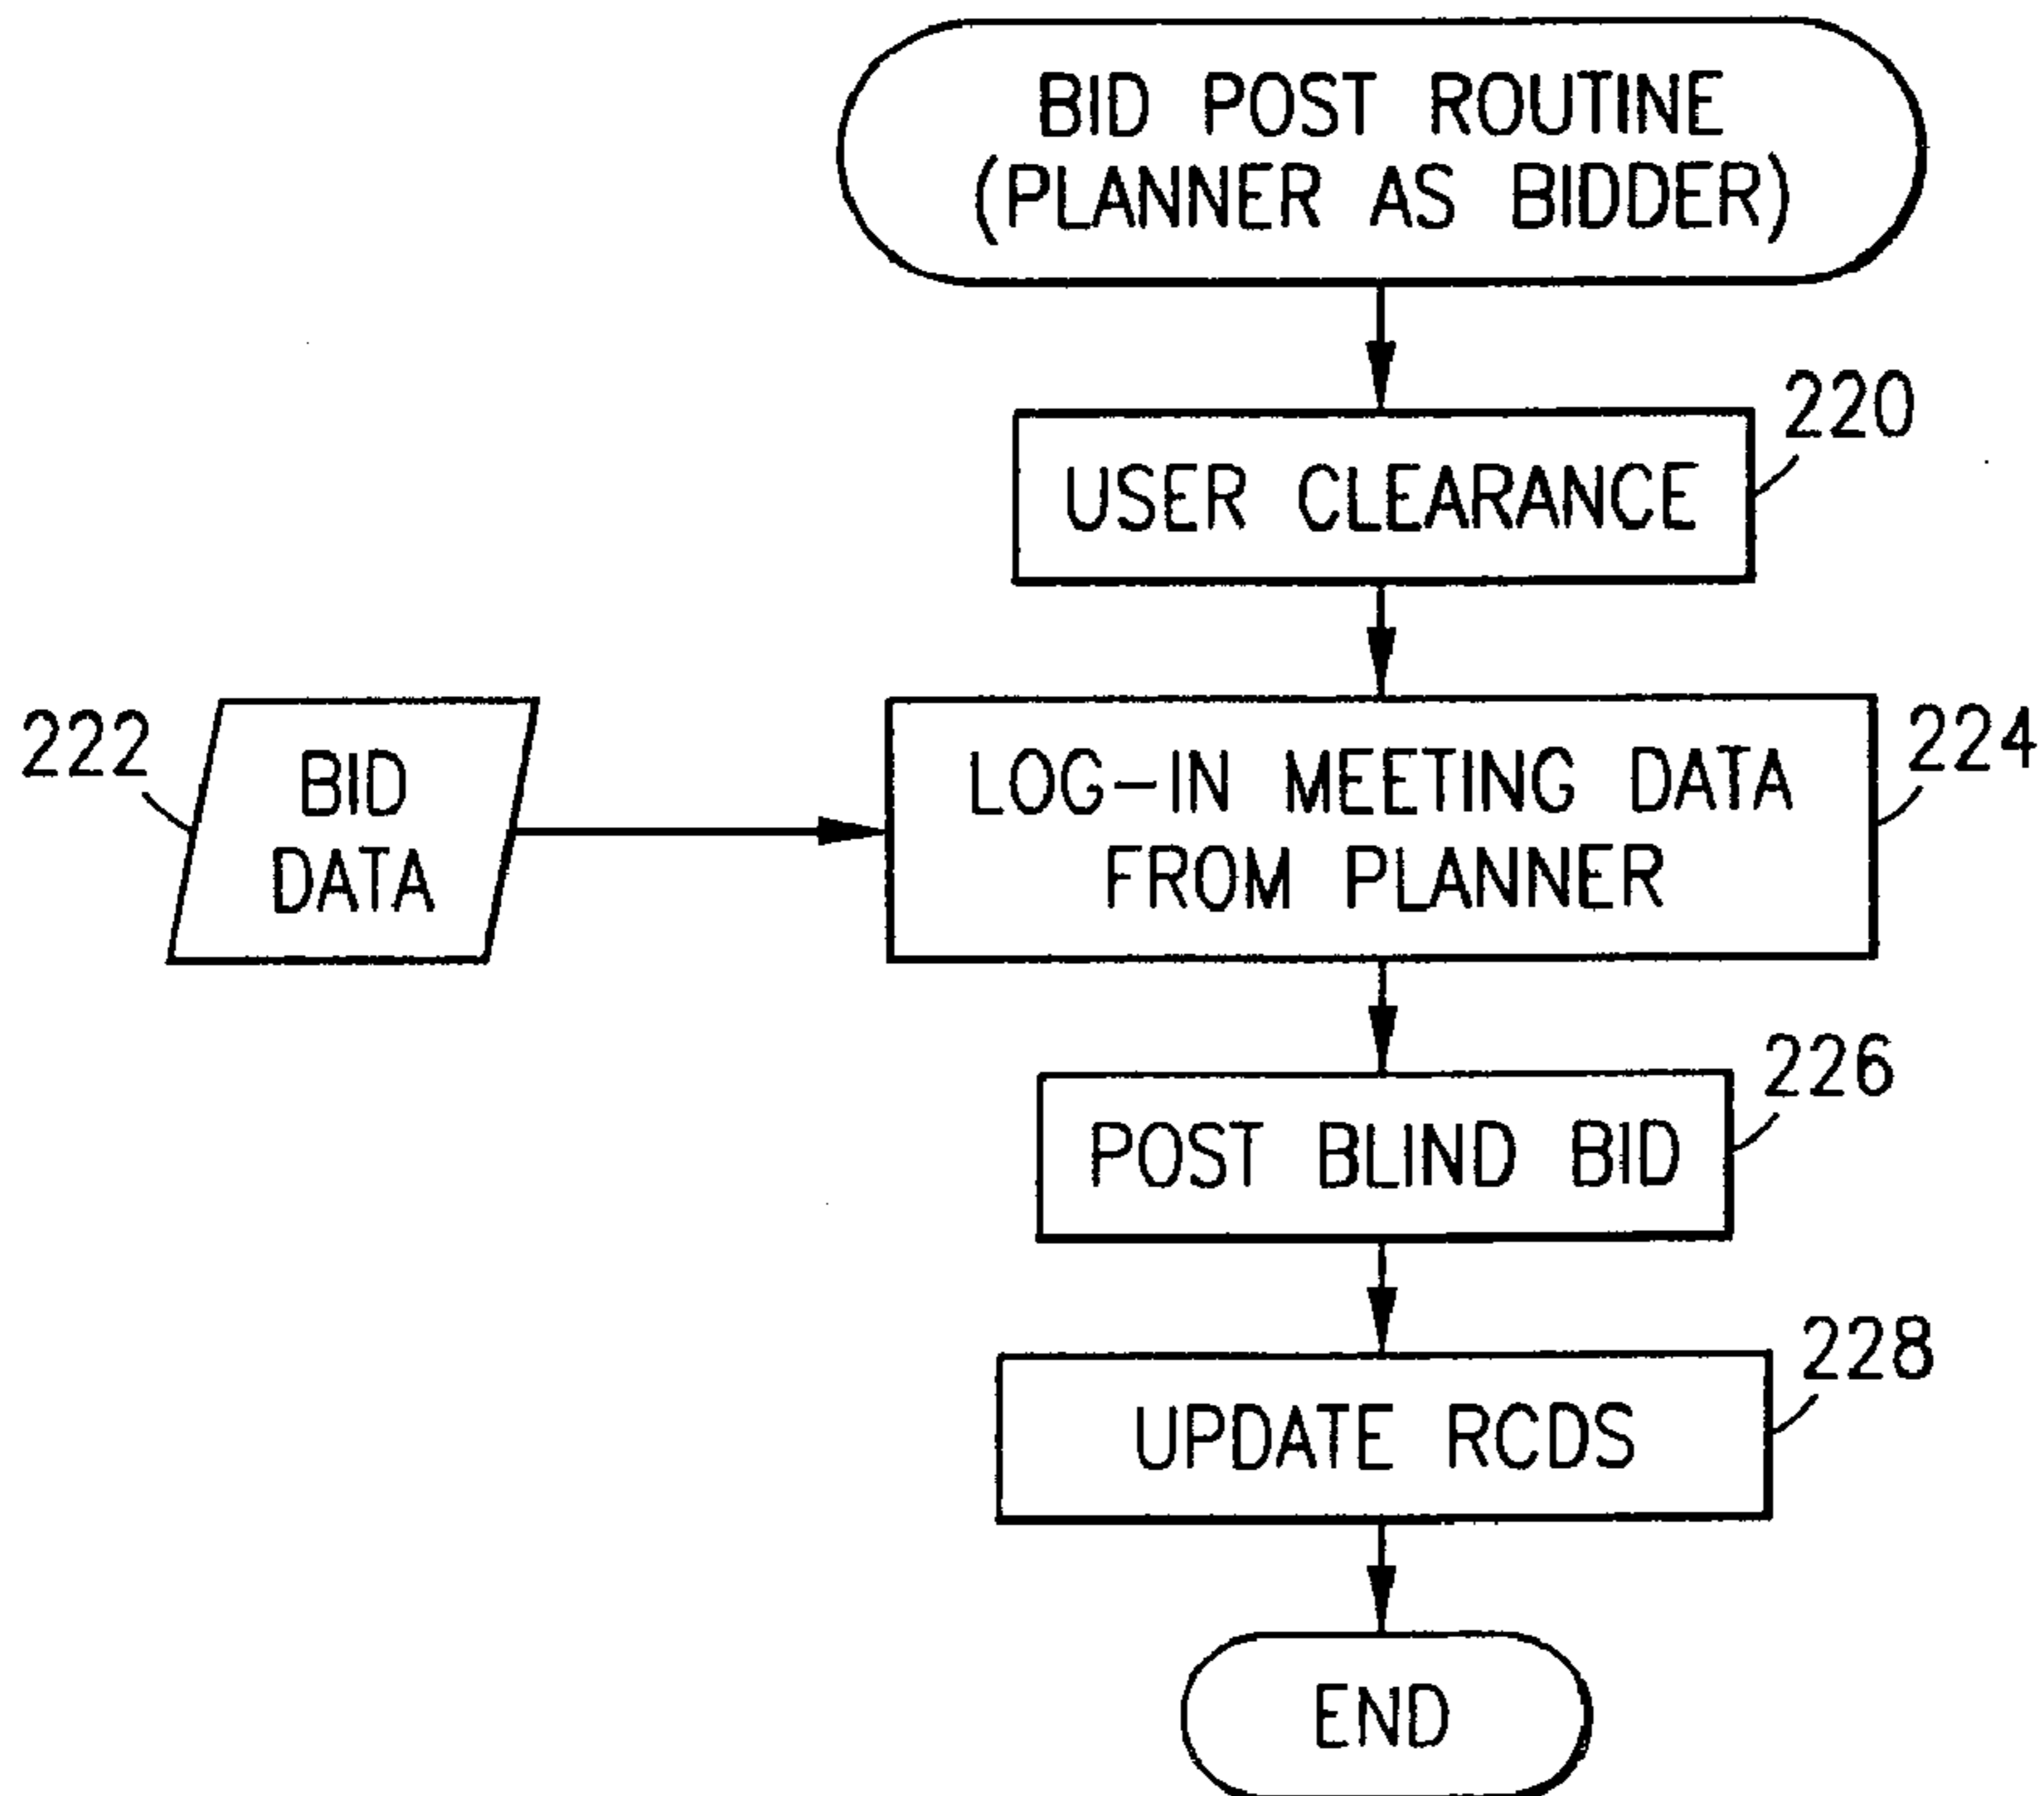 BID POST ROUTINE
(PLANNER AS BIDDER)
220
USER CLEARANCE
222
BID
DATA
224
LOG-IN MEETING DATA
FROM PLANNER
226
POST BLIND BID
228
UPDATE RCDS
END